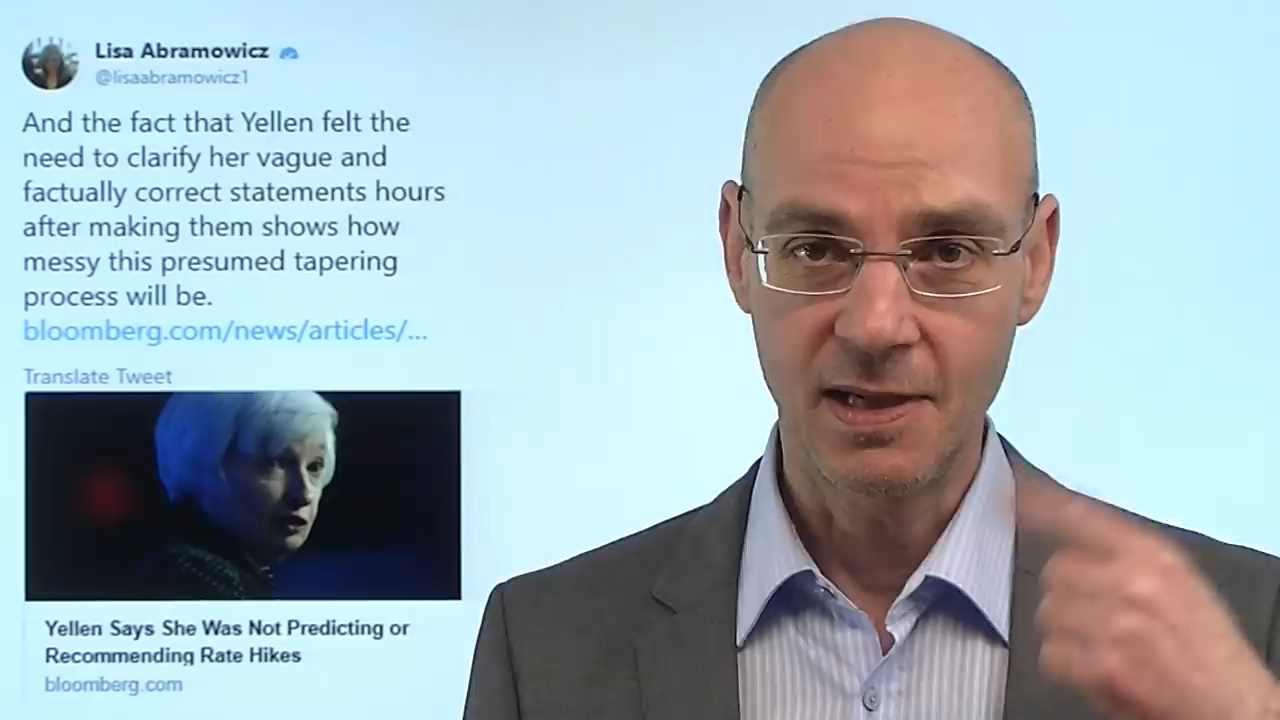 Lisa Abramowicz
@lisaabramowicz1
And the fact that Yellen felt the
need to clarify her vague and
factually correct statements hours
after making them shows how
messy this presumed tapering
process will be.
bloomberg.com/news/articles/...
Translate Tweet
Yellen Says She Was Not Predicting or
Recommending Rate Hikes
bloomberg.com